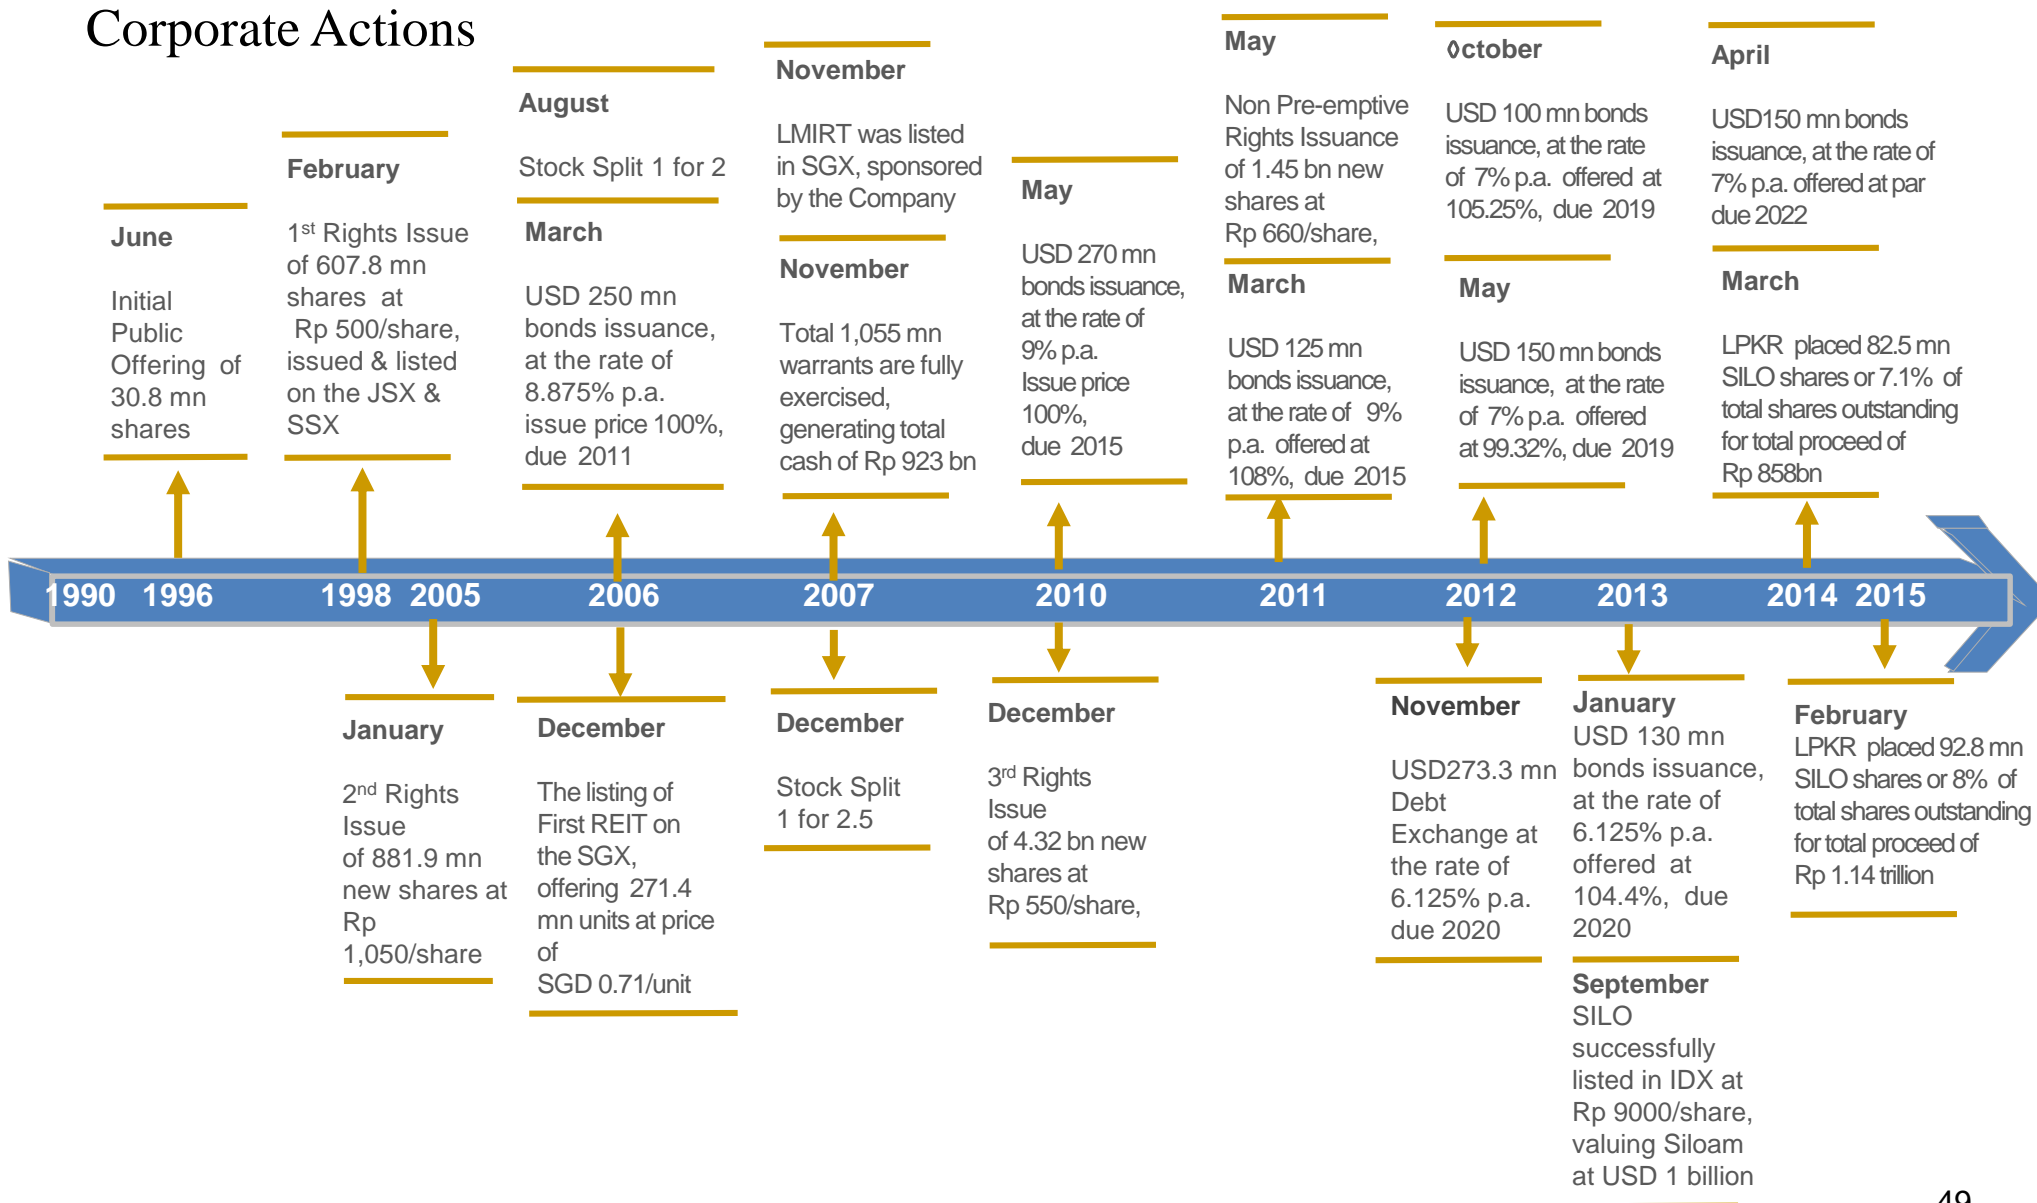 Corporate Actions
June
Initial
Public
Offering of
30.8 mn
shares
February
1st Rights Issue
of 607.8 mn
shares at
Rp 500/share,
issued & listed
on the JSX &
SSX
August
Stock Split 1 for 2
March
USD 250 mn
bonds issuance,
at the rate of
8.875% p.a.
issue price 100%,
due 2011
November
LMIRT was listed
in SGX, sponsored
by the Company
November
Total 1,055 mn
warrants are fully
exercised,
generating total
cash of Rp 923 bn
May
USD 270 mn
bonds issuance,
at the rate of
9% p.a.
Issue price
100%,
due 2015
May
Non Pre-emptive
Rights Issuance
of 1.45 bn new
shares at
Rp 660/share,
March
USD 125 mn
bonds issuance,
at the rate of 9%
p.a. offered at
108%, due 2015
◊ctober
USD 100 mn bonds
issuance, at the rate
of 7% p.a. offered at
105.25%, due 2019
May
USD 150 mn bonds
issuance, at the rate
of 7% p.a. offered
at 99.32%, due 2019
April
USD150 mn bonds
issuance, at the rate of
7% p.a. offered at par
due 2022
March
LPKR placed 82.5 mn
SILO shares or 7.1% of
total shares outstanding
for total proceed of
Rp 858bn
1990 1996 1998 2005 2006 2007 2010 2011 2012 2013 2014 2015
January
2nd Rights
Issue
of 881.9 mn
new shares at
Rp
1,050/share
December
The listing of
First REIT on
the SGX,
offering 271.4
mn units at price
of
SGD 0.71/unit
December
Stock Split
1 for 2.5
December
3rd Rights
Issue
of 4.32 bn new
shares at
Rp 550/share,
November
USD273.3 mn
Debt
Exchange at
the rate of
6.125% p.a.
due 2020
January
USD 130 mn
bonds issuance,
at the rate of
6.125% p.a.
offered at
104.4%, due
2020
September
SILO
successfully
listed in IDX at
Rp 9000/share,
valuing Siloam
at USD 1 billion
February
LPKR placed 92.8 mn
SILO shares or 8% of
total shares outstanding
for total proceed of
Rp 1.14 trillion
49